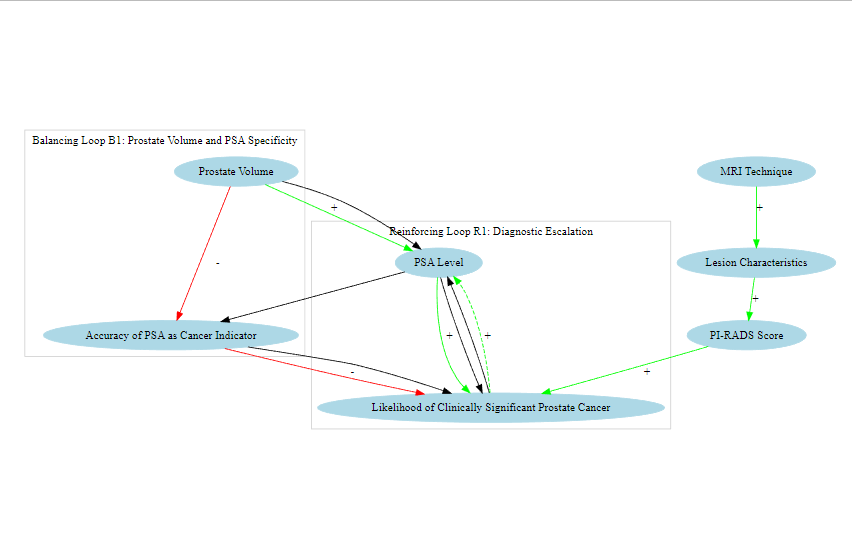 Balancing Loop B1: Prostate Volume and PSA Specificity
Prostate Volume
MRI Technique
+
+
Reinforcing Loop R1: Diagnostic Escalation
-
PSA Level
Lesion Characteristics
+
Accuracy of PSA as Cancer Indicator
+
+
PI-RADS Score
-
+
Likelihood of Clinically Significant Prostate Cancer